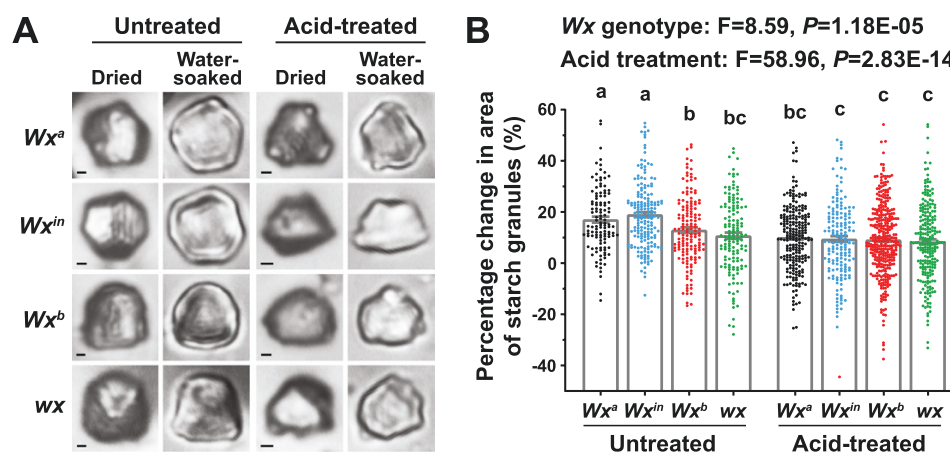 A
Untreated
Acid-treated
Dried
Water-
soaked
Dried
Water-
soaked
Wxᵃ
Wxⁱⁿ
Wxᵇ
wx
B
Wx genotype: F=8.59, P=1.18E-05
Acid treatment: F=58.96, P=2.83E-14
Percentage change in area
of starch granules (%)
60
40
20
0
-20
-40
a a b bc bc c c c
Wxᵃ Wxⁱⁿ Wxᵇ wx Wxᵃ Wxⁱⁿ Wxᵇ wx
Untreated Acid-treated